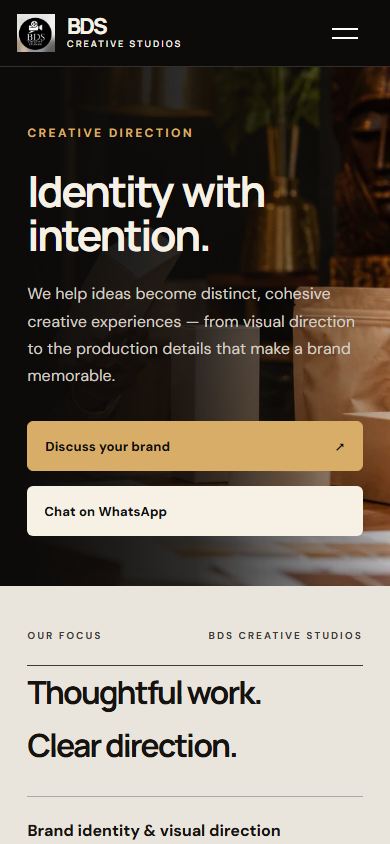 BDS
BDS
CREATIVE STUDIOS
CREATIVE DIRECTION
Identity with
intention.
We help ideas become distinct, cohesive
creative experiences — from visual direction
to the production details that make a brand
memorable.
Discuss your brand ↗
Chat on WhatsApp
OUR FOCUS
BDS CREATIVE STUDIOS
Thoughtful work.
Clear direction.
Brand identity & visual direction